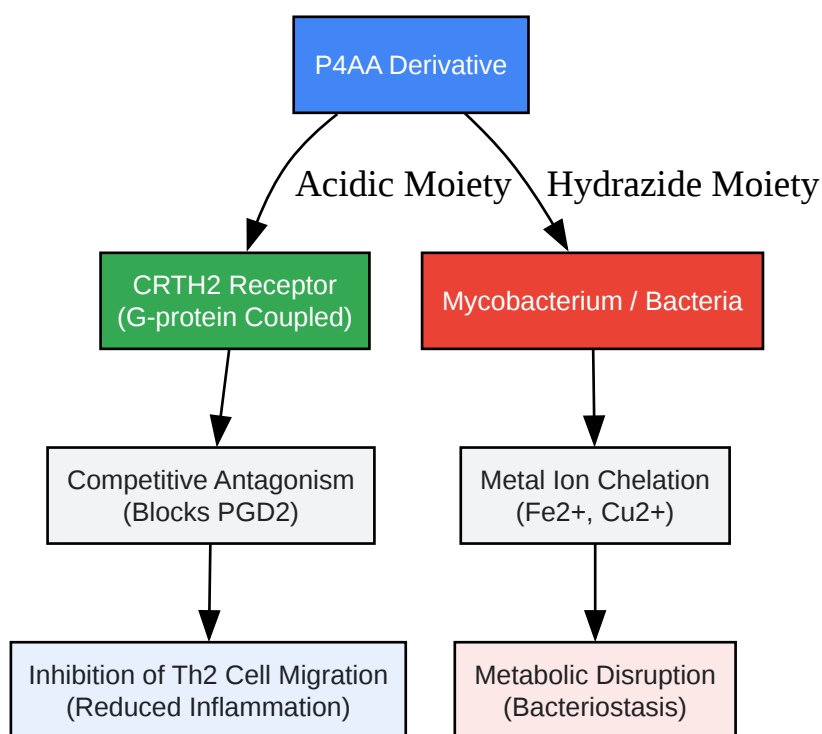 P4AA Derivative
Acidic Moiety
Hydrazide Moiety
CRTH2 Receptor
(G-protein Coupled)
Mycobacterium / Bacteria
Competitive Antagonism
(Blocks PGD2)
Metal Ion Chelation
(Fe2+, Cu2+)
Inhibition of Th2 Cell Migration
(Reduced Inflammation)
Metabolic Disruption
(Bacteriostasis)